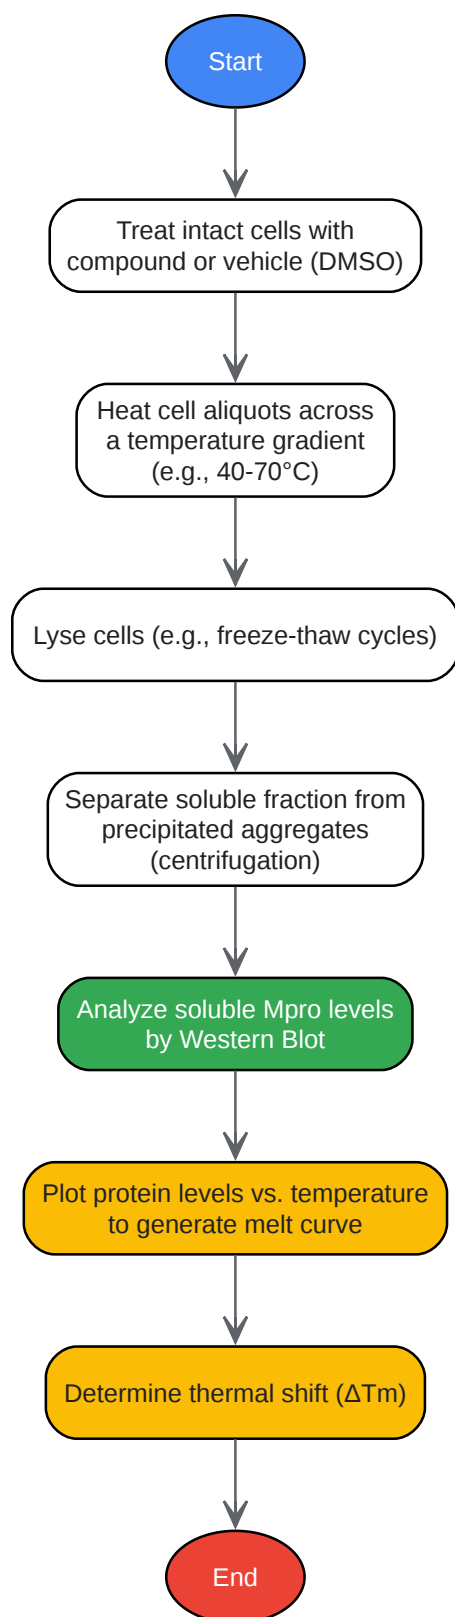 Start
Treat intact cells with
compound or vehicle (DMSO)
Heat cell aliquots across
a temperature gradient
(e.g., 40-70°C)
Lyse cells (e.g., freeze-thaw cycles)
Separate soluble fraction from
precipitated aggregates
(centrifugation)
Analyze soluble Mpro levels
by Western Blot
Plot protein levels vs. temperature
to generate melt curve
Determine thermal shift (ΔTm)
End